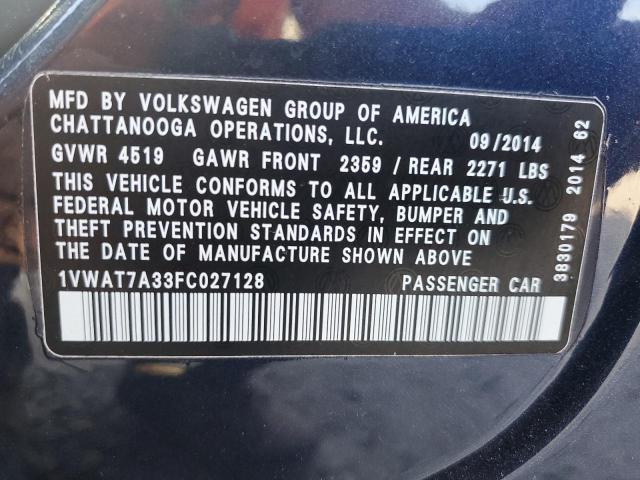 MFD BY VOLKSWAGEN GROUP OF AMERICA
CHATTANOOGA OPERATIONS, LLC. 09/2014
GVWR 4519 GAWR FRONT 2359 / REAR 2271 LBS
THIS VEHICLE CONFORMS TO ALL APPLICABLE U.S.
FEDERAL MOTOR VEHICLE SAFETY, BUMPER AND
THEFT PREVENTION STANDARDS IN EFFECT ON
THE DATE OF MANUFACTURE SHOWN ABOVE
1VWAT7A33FC027128 PASSENGER CAR
3830179 2014 62